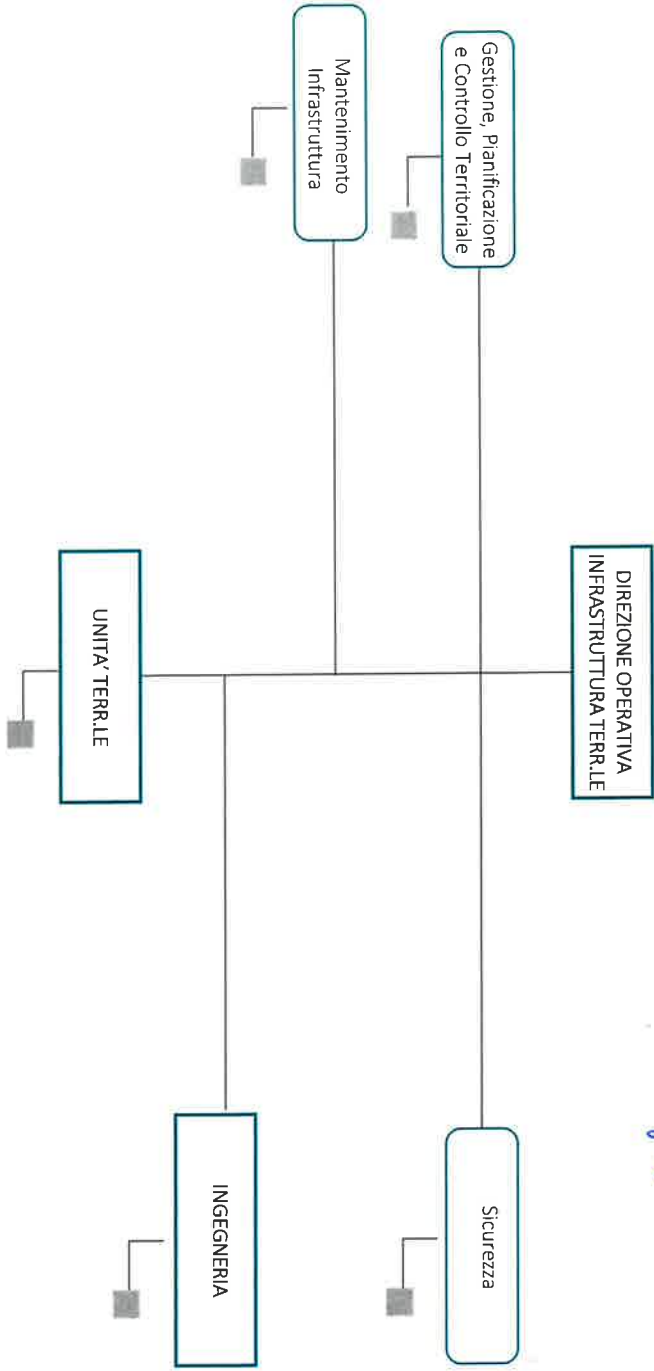 DIREZIONE OPERATIVA
INFRASTRUTTURA TERR.LE
Gestione, Pianificazione
e Controllo Territoriale
Sicurezza
Mantenimento
Infrastruttura
INGEGNERIA
UNITA' TERR.LE